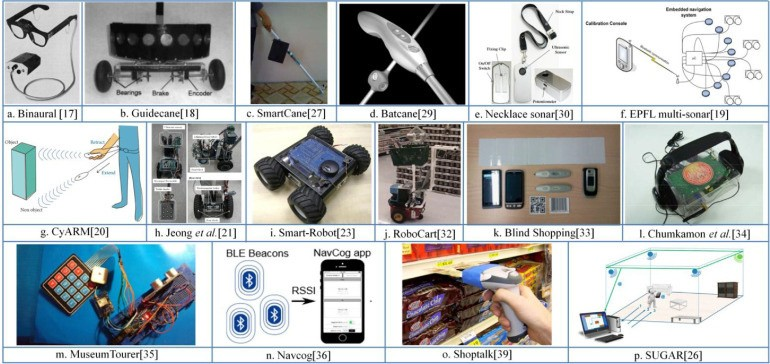 Bearings Brake Encoder
Neck Strap
Fixing Clip
Ultrasonic
Sensor
On/Off
Switch
Potentiometer
Calibration Console
Embedded navigation
system
a. Binaural [17]
b. Guidecane[18]
c. SmartCane[27]
d. Batcane[29]
e. Necklace sonar[30]
f. EPFL multi-sonar[19]
Object
Retract
Extend
Non object
g. CyARM[20]
h. Jeong et al.[21]
i. Smart-Robot[23]
j. RoboCart[32]
k. Blind Shopping[33]
l. Chumkamon et al.[34]
BLE Beacons
NavCog app
RSSI
m. MuseumTourer[35]
n. Navcog[36]
o. Shoptalk[39]
p. SUGAR[26]